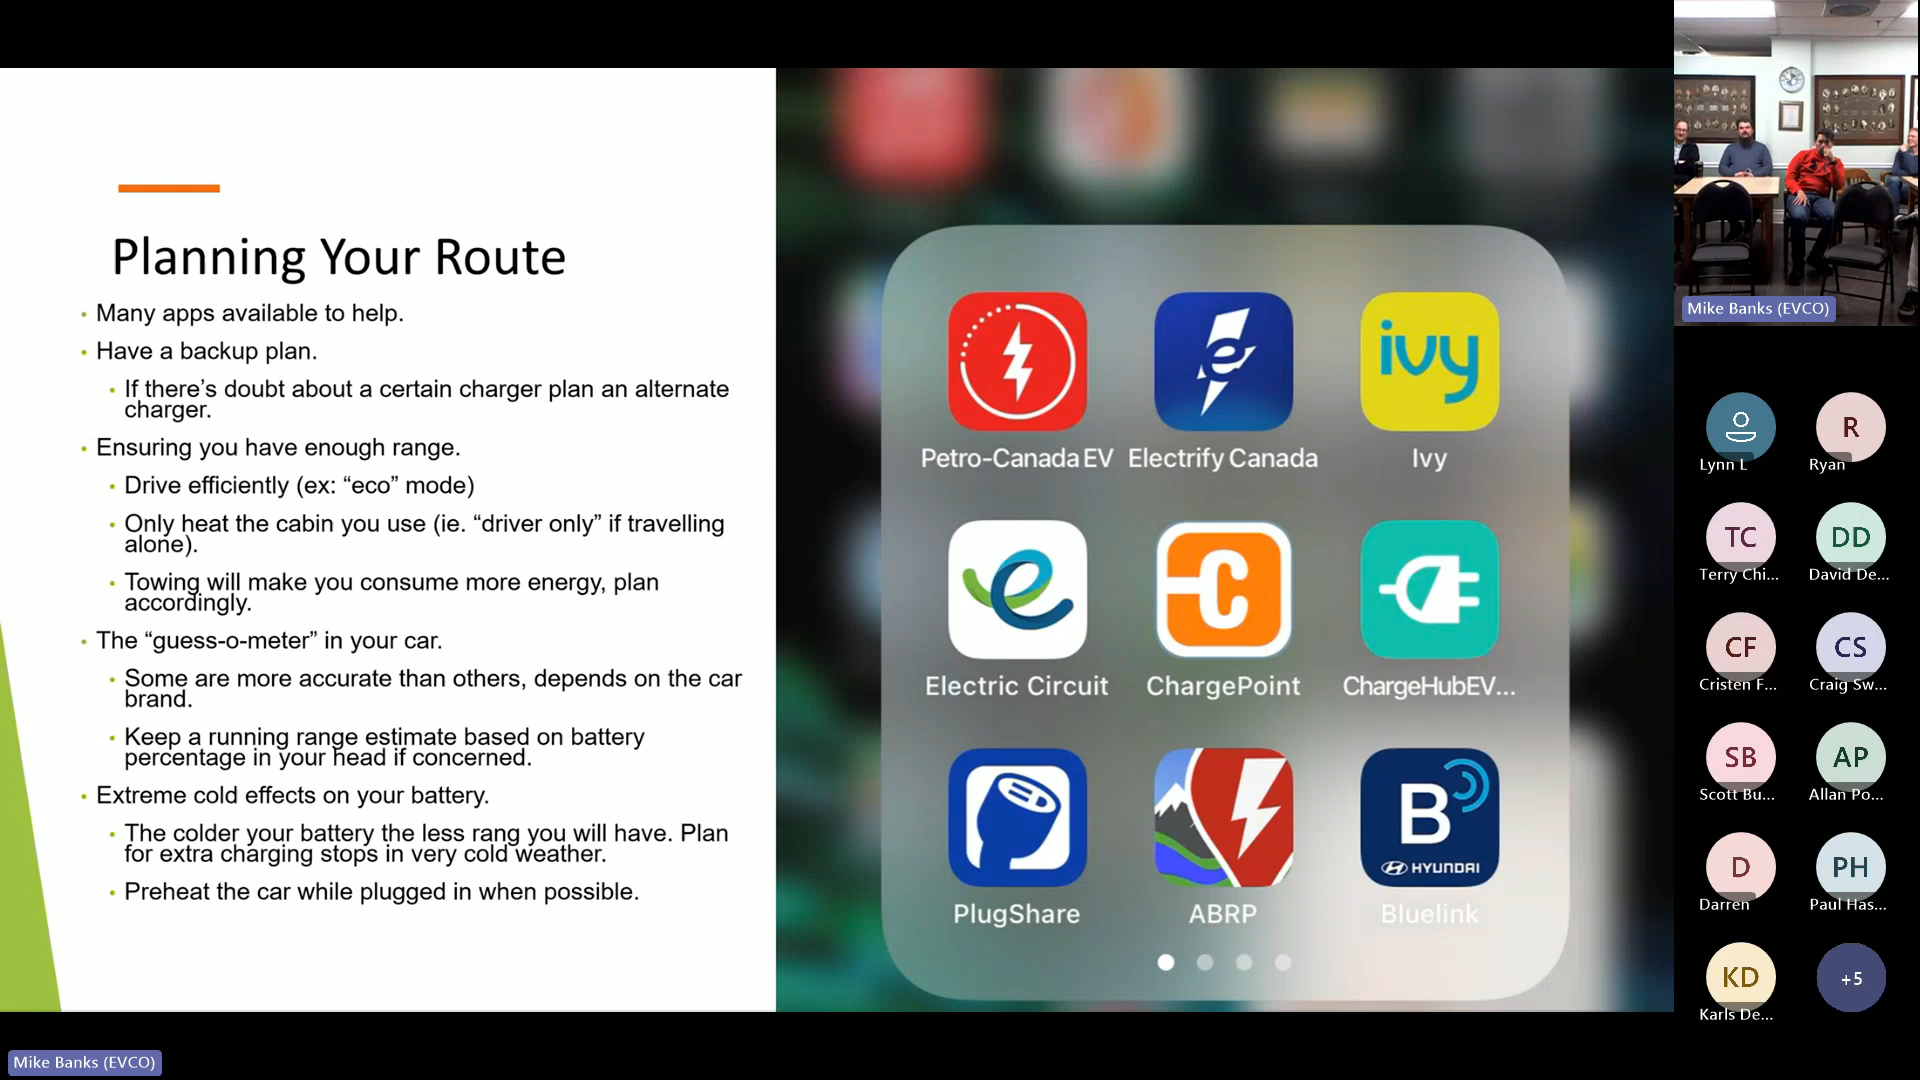 Planning Your Route
• Many apps available to help.
• Have a backup plan.
• If there’s doubt about a certain charger plan an alternate
charger.
• Ensuring you have enough range.
• Drive efficiently (ex: “eco” mode)
• Only heat the cabin you use (ie. “driver only” if travelling
alone).
• Towing will make you consume more energy, plan
accordingly.
• The “guess-o-meter” in your car.
• Some are more accurate than others, depends on the car
brand.
• Keep a running range estimate based on battery
percentage in your head if concerned.
• Extreme cold effects on your battery.
• The colder your battery the less rang you will have. Plan
for extra charging stops in very cold weather.
• Preheat the car while plugged in when possible.
e
ivy
Petro-Canada EV
Electrify Canada
Ivy
e
C
Electric Circuit
ChargePoint
ChargeHubEV...
B
HYUNDAI
PlugShare
ABRP
Bluelink
Mike Banks (EVCO)
Lynn L
R
Ryan
TC
Terry Chi...
DD
David De...
CF
Cristen F...
CS
Craig Sw...
SB
Scott Bu...
AP
Allan Po...
D
Darren
PH
Paul Has...
KD
Karls De...
+5
Mike Banks (EVCO)